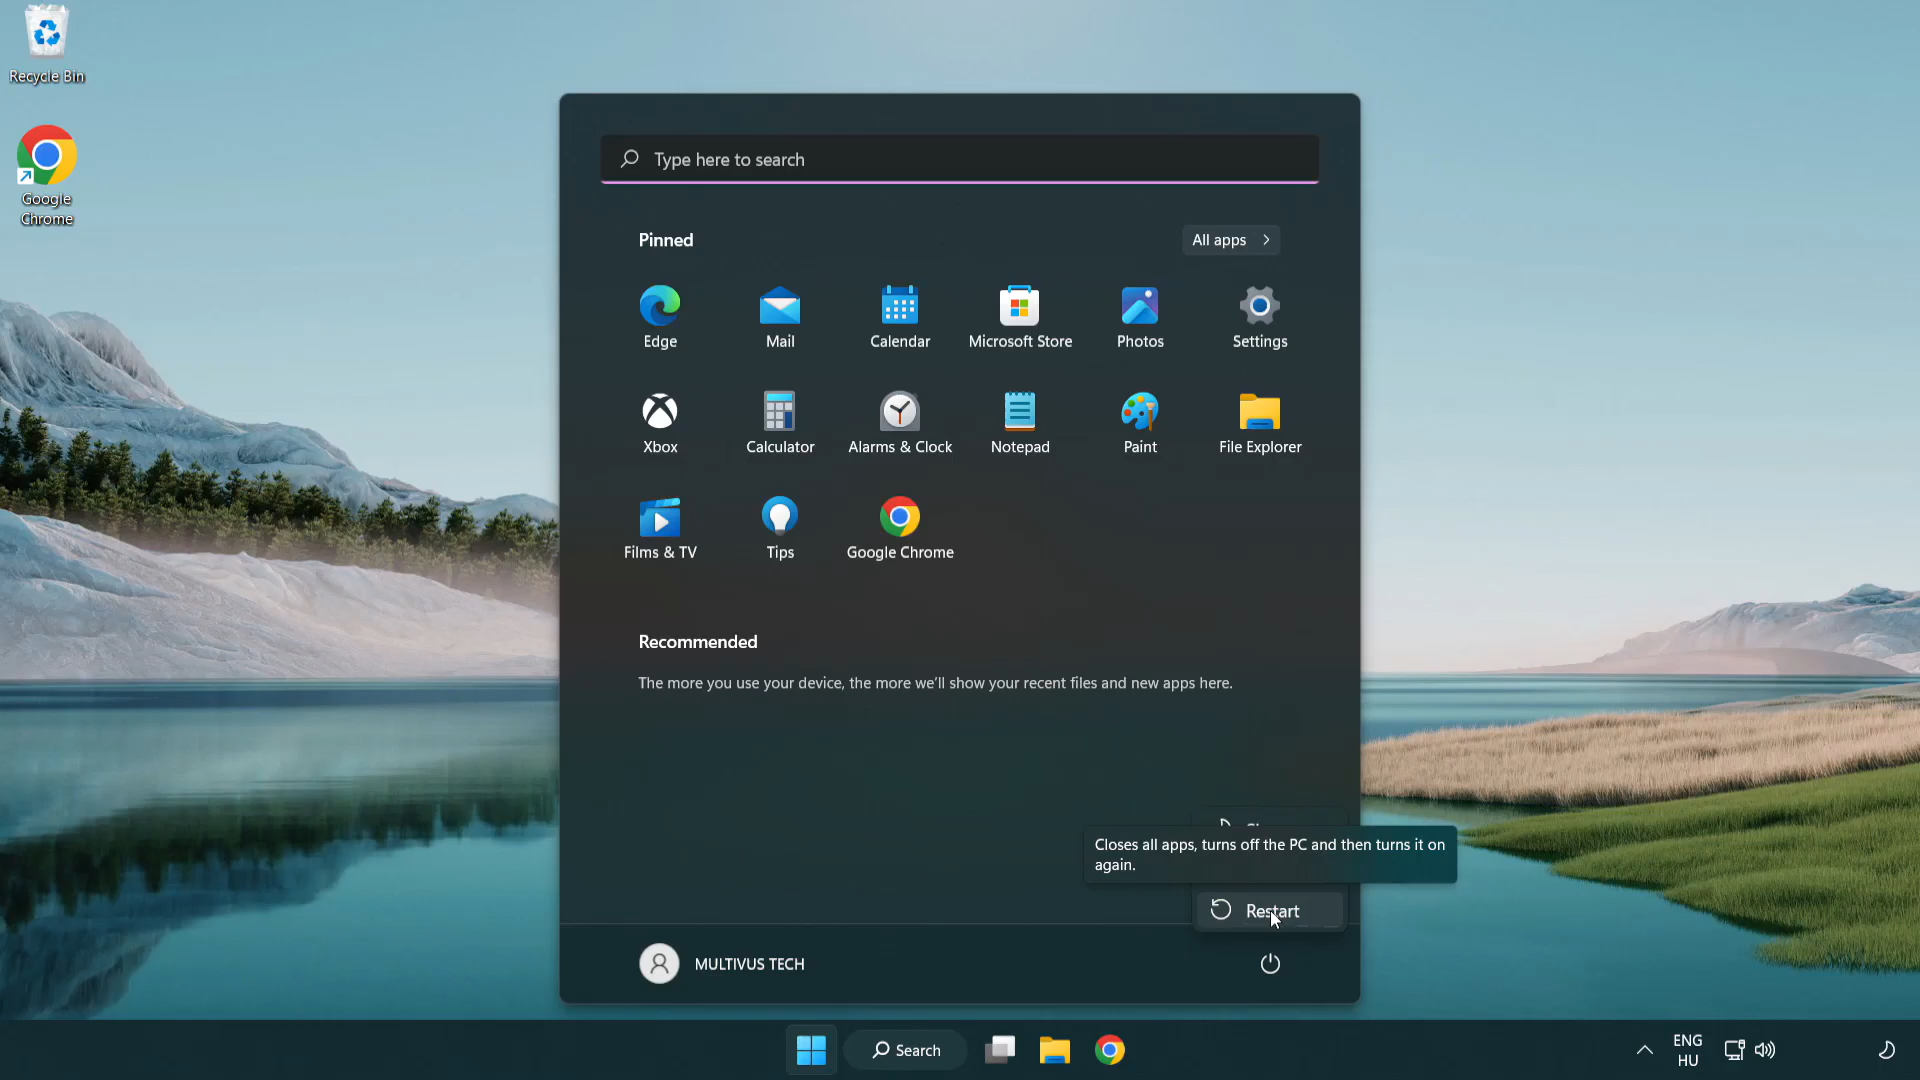 Recycle Bin
Google
Chrome
Type here to search
Pinned
All apps
Edge
Mail
Calendar
Microsoft Store
Photos
Settings
Xbox
Calculator
Alarms & Clock
Notepad
Paint
File Explorer
Films & TV
Tips
Google Chrome
Recommended
The more you use your device, the more we'll show your recent files and new apps here.
Closes all apps, turns off the PC and then turns it on
again.
Restart
MULTIVUS TECH
Search
ENG
HU